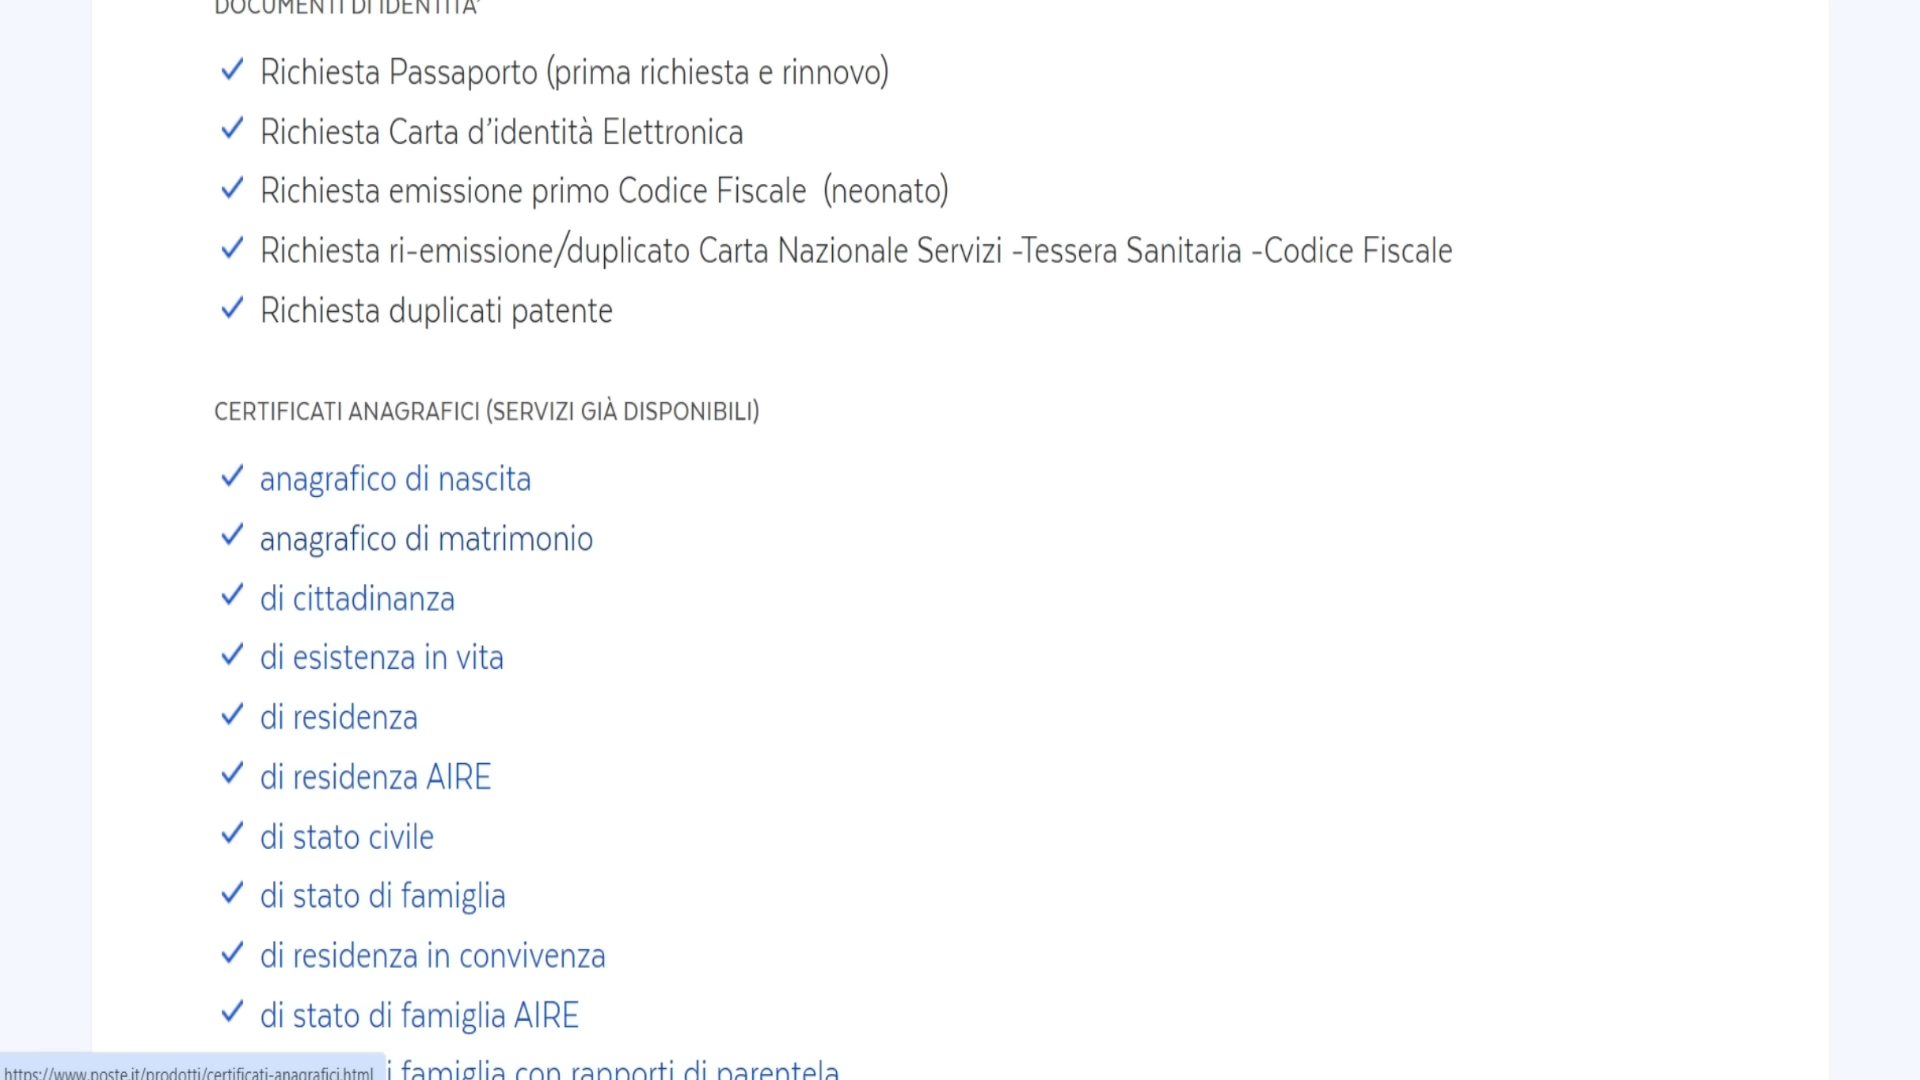 DOCUMENTI DI IDENTITA'
Richiesta Passaporto (prima richiesta e rinnovo)
Richiesta Carta d’identità Elettronica
Richiesta emissione primo Codice Fiscale (neonato)
Richiesta ri-emissione/duplicato Carta Nazionale Servizi -Tessera Sanitaria -Codice Fiscale
Richiesta duplicati patente
CERTIFICATI ANAGRAFICI (SERVIZI GIÀ DISPONIBILI)
anagrafico di nascita
anagrafico di matrimonio
di cittadinanza
di esistenza in vita
di residenza
di residenza AIRE
di stato civile
di stato di famiglia
di residenza in convivenza
di stato di famiglia AIRE
i famiglia con rapporti di parentela
https://www.poste.it/prodotti/certificati-anagrafici.html